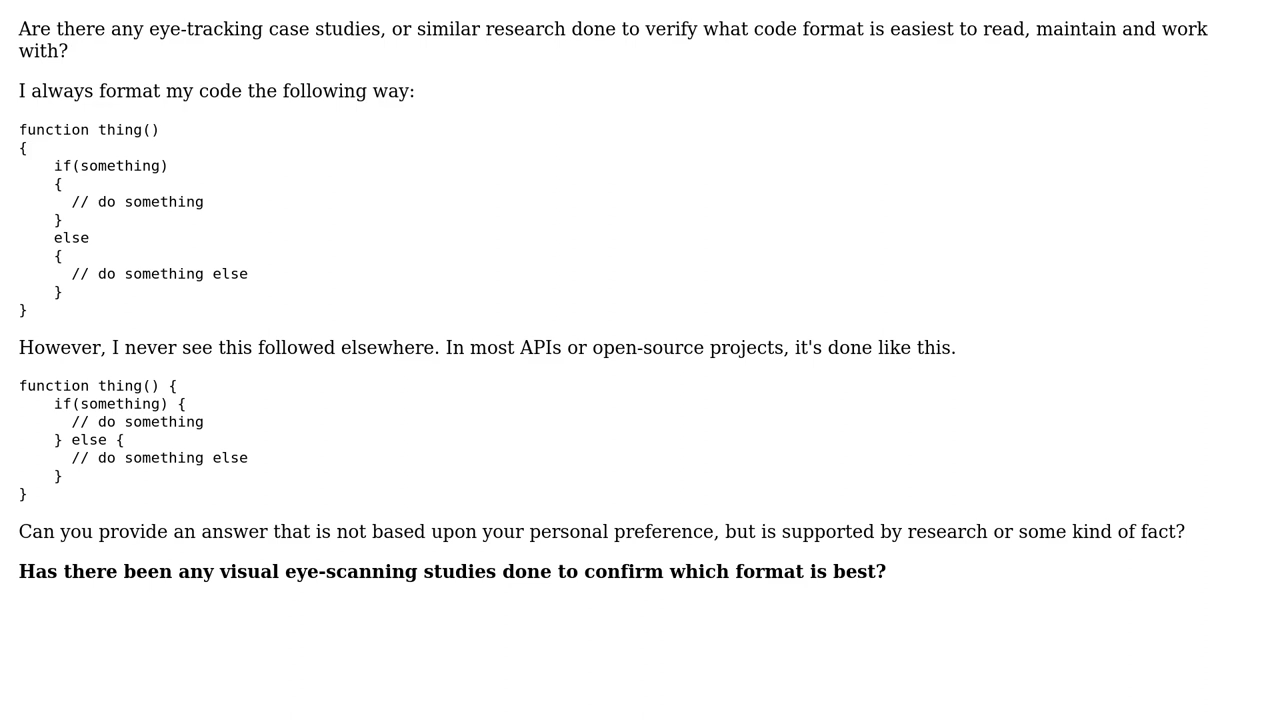 Are there any eye-tracking case studies, or similar research done to verify what code format is easiest to read, maintain and work
with?
I always format my code the following way:
function thing()
{
    if(something)
    {
      // do something
    }
    else
    {
      // do something else
    }
}
However, I never see this followed elsewhere. In most APIs or open-source projects, it's done like this.
function thing() {
    if(something) {
      // do something
    } else {
      // do something else
    }
}
Can you provide an answer that is not based upon your personal preference, but is supported by research or some kind of fact?
Has there been any visual eye-scanning studies done to confirm which format is best?